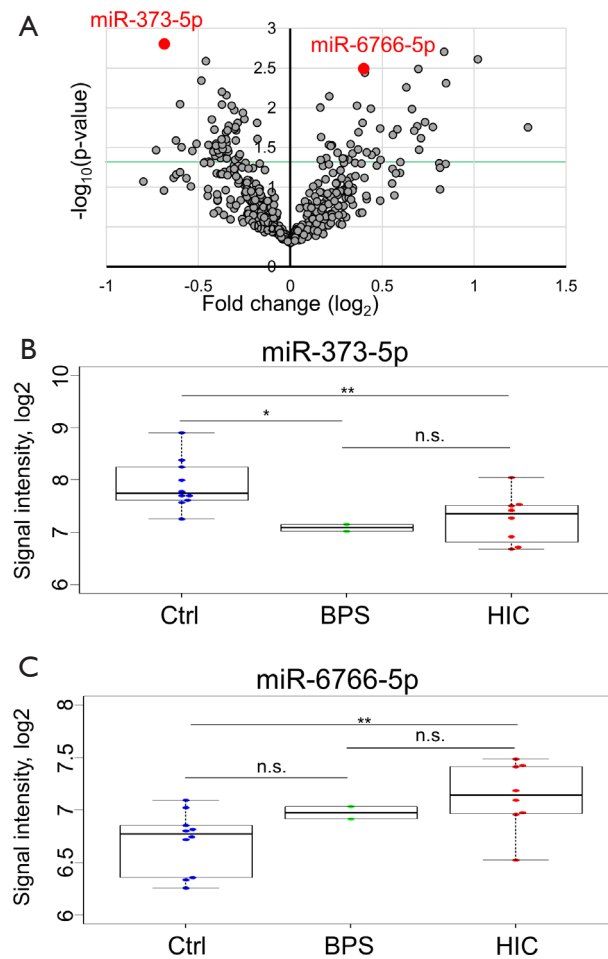 A
miR-373-5p
miR-6766-5p
-log10(p-value)
3
2.5
2
1.5
1
0
-1
-0.5
0
0.5
1
1.5
Fold change (log2)
B
miR-373-5p
Signal intensity, log2
10
9
8
7
6
**
*
n.s.
Ctrl
BPS
HIC
C
miR-6766-5p
Signal intensity, log2
8
7.5
7
6.5
6
**
n.s.
n.s.
Ctrl
BPS
HIC